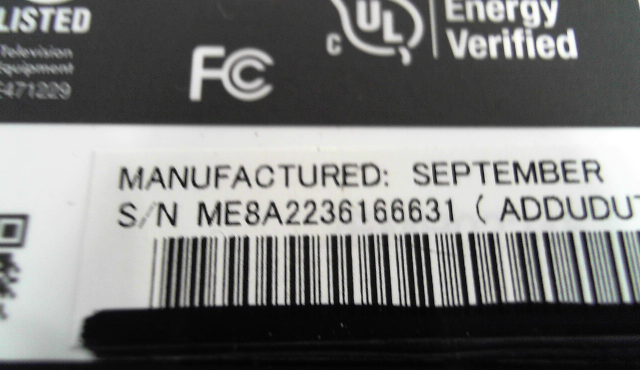 LISTED
Television
Equipment
E471229
FC
c UL
Energy
Verified
MANUFACTURED: SEPTEMBER
S/N ME8A2236166631 ( ADDUDUT